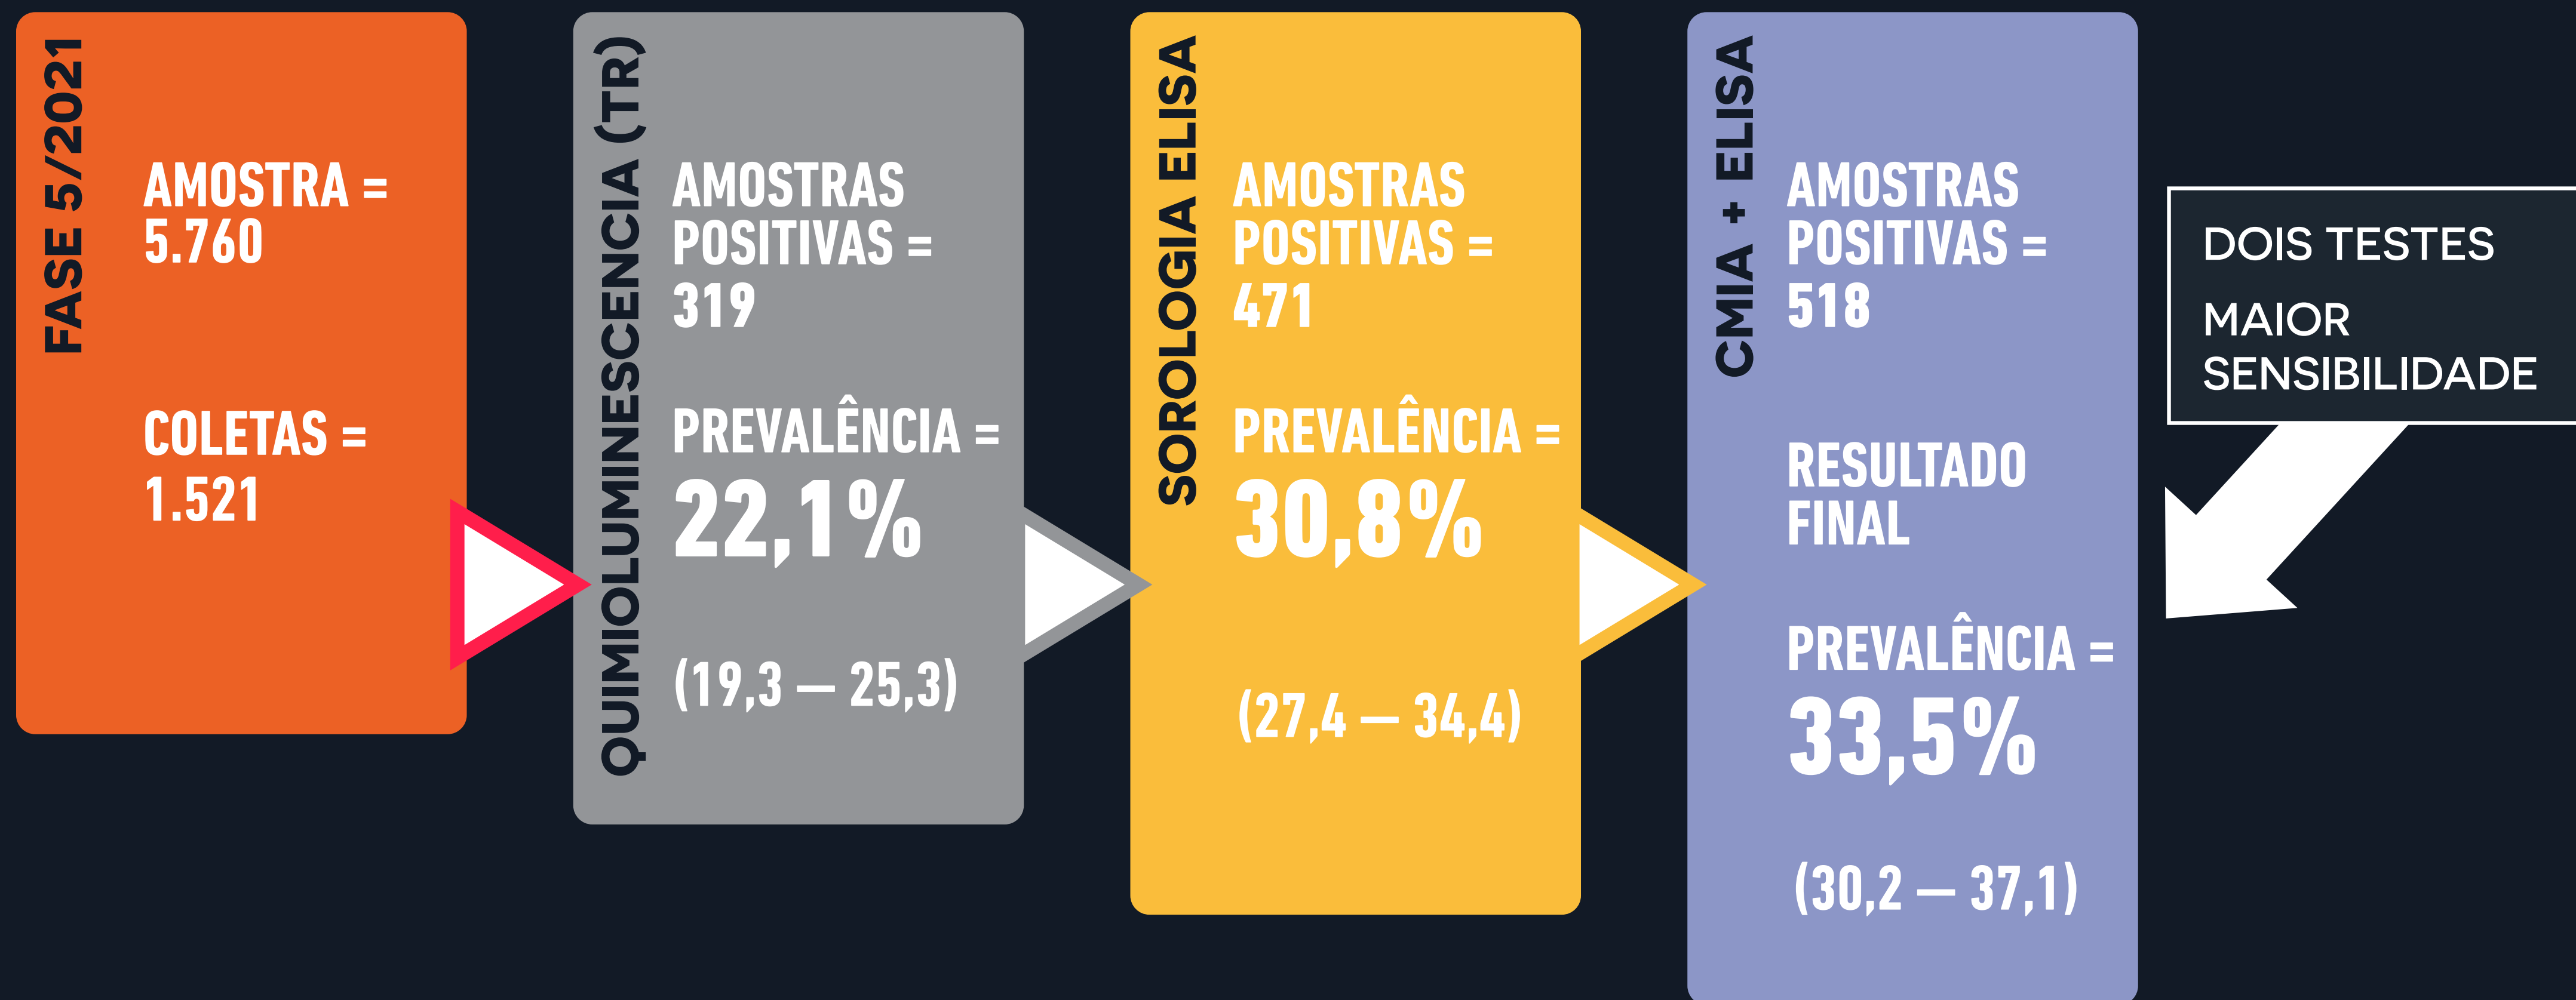 FASE 5/2021
AMOSTRA =
5.760
COLETAS =
1.521
QUIMIOLUMINESCENCIA (TR)
AMOSTRAS
POSITIVAS =
319
PREVALÊNCIA =
22,1%
(19,3 — 25,3)
SOROLOGIA ELISA
AMOSTRAS
POSITIVAS =
471
PREVALÊNCIA =
30,8%
(27,4 — 34,4)
CMIA + ELISA
AMOSTRAS
POSITIVAS =
518
RESULTADO
FINAL
PREVALÊNCIA =
33,5%
(30,2 — 37,1)
DOIS TESTES
MAIOR
SENSIBILIDADE